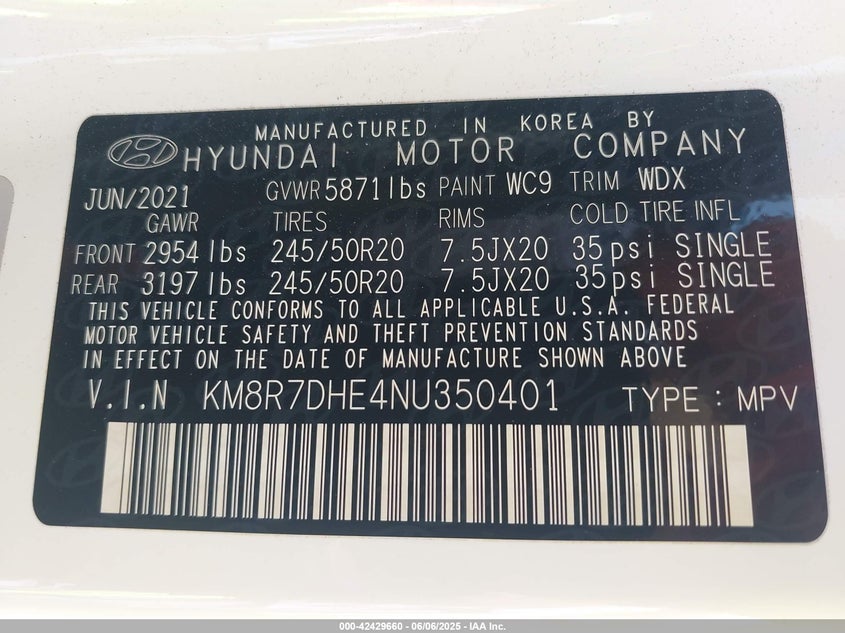 MANUFACTURED IN KOREA BY
HYUNDAI MOTOR COMPANY
JUN/2021 GVWR 5871lbs PAINT WC9 TRIM WDX
GAWR TIRES RIMS COLD TIRE INFL
FRONT 2954 lbs 245/50R20 7.5JX20 35psi SINGLE
REAR 3197 lbs 245/50R20 7.5JX20 35psi SINGLE
THIS VEHICLE CONFORMS TO ALL APPLICABLE U.S.A. FEDERAL
MOTOR VEHICLE SAFETY AND THEFT PREVENTION STANDARDS
IN EFFECT ON THE DATE OF MANUFACTURE SHOWN ABOVE
V.I.N KM8R7DHE4NU350401 TYPE : MPV
000-42429660 - 06/06/2025 - IAA Inc.